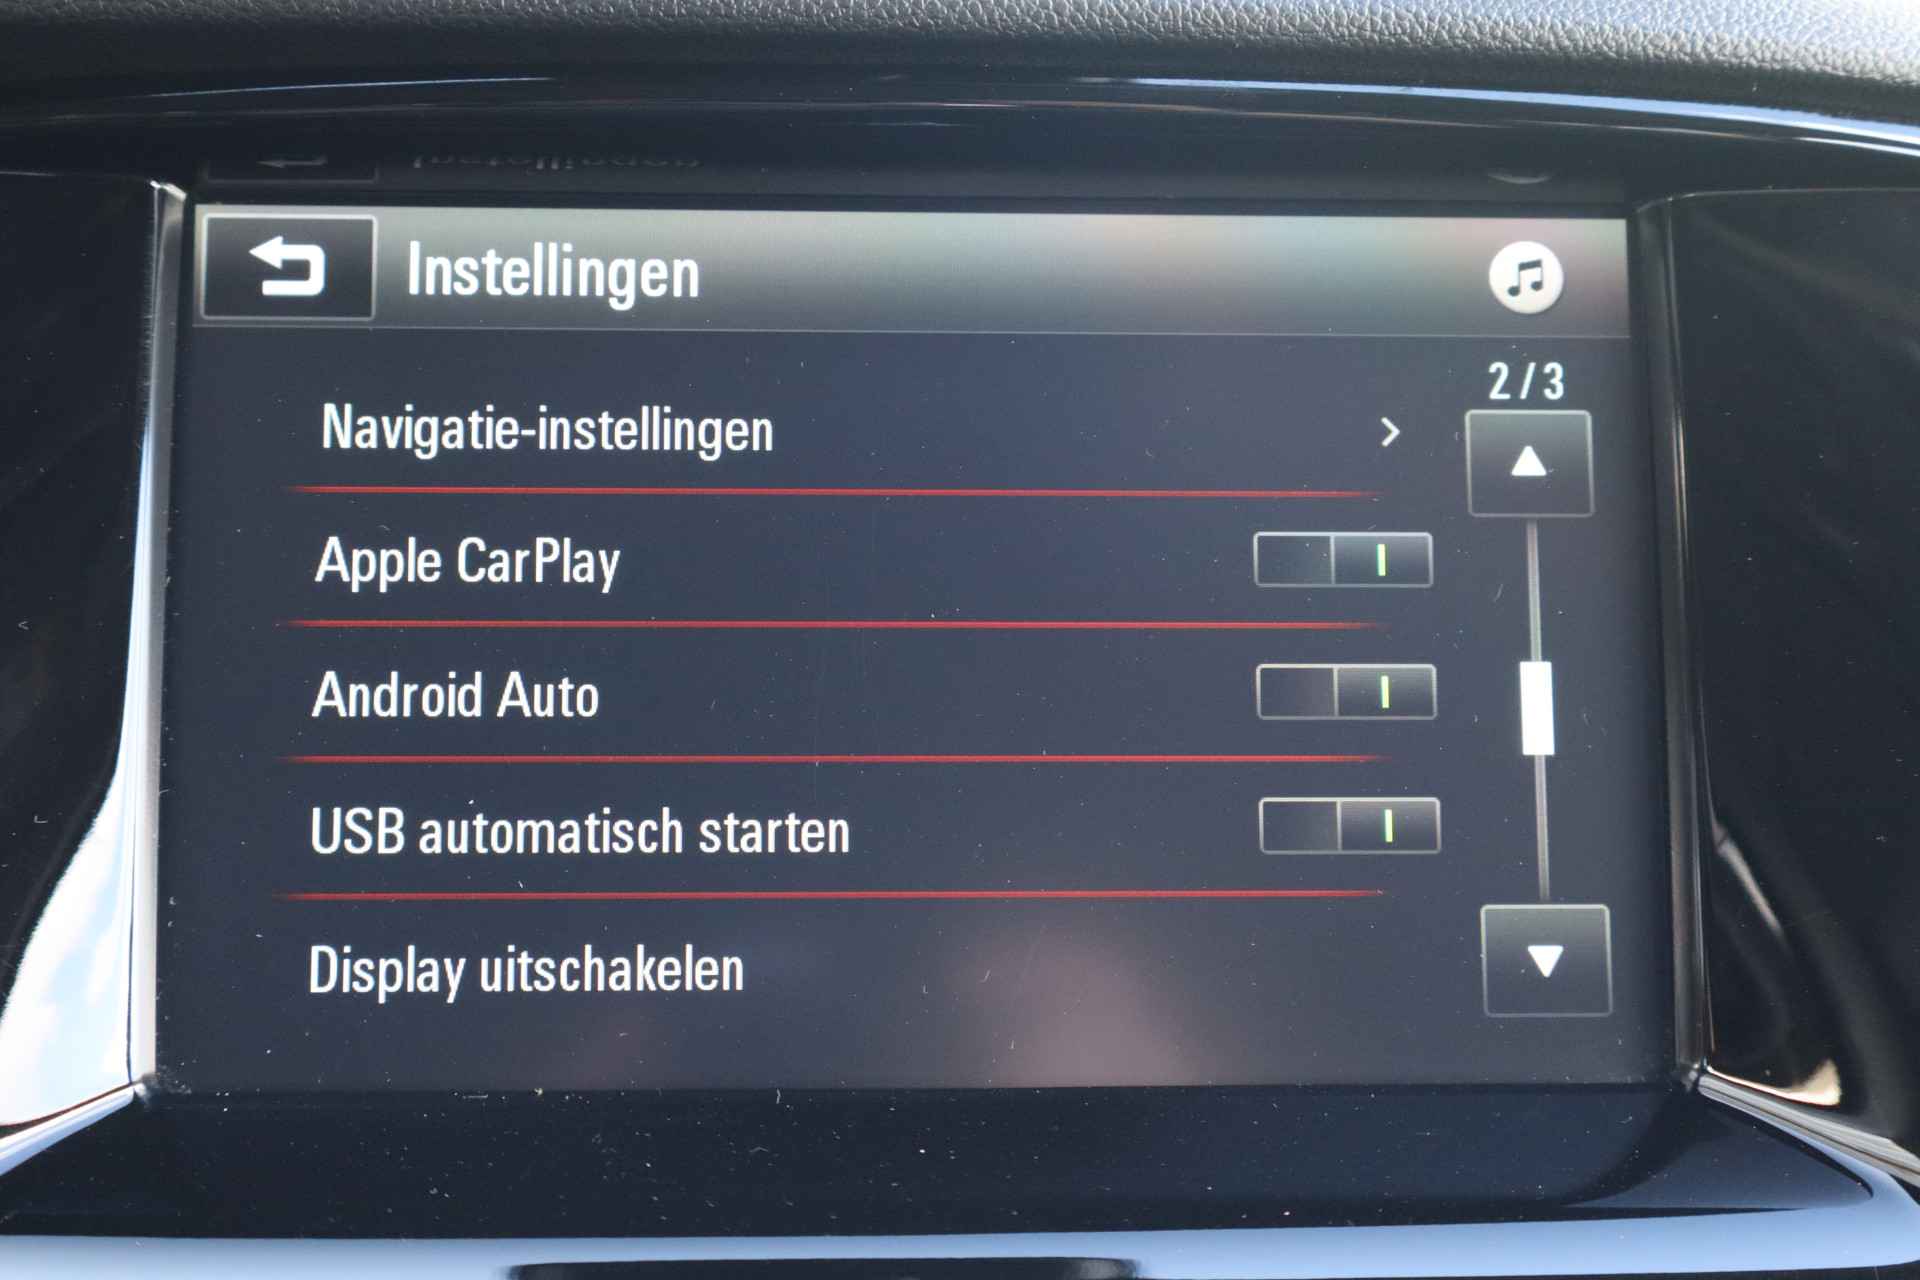 Instellingen
2/3
Navigatie-instellingen
Apple CarPlay
Android Auto
USB automatisch starten
Display uitschakelen